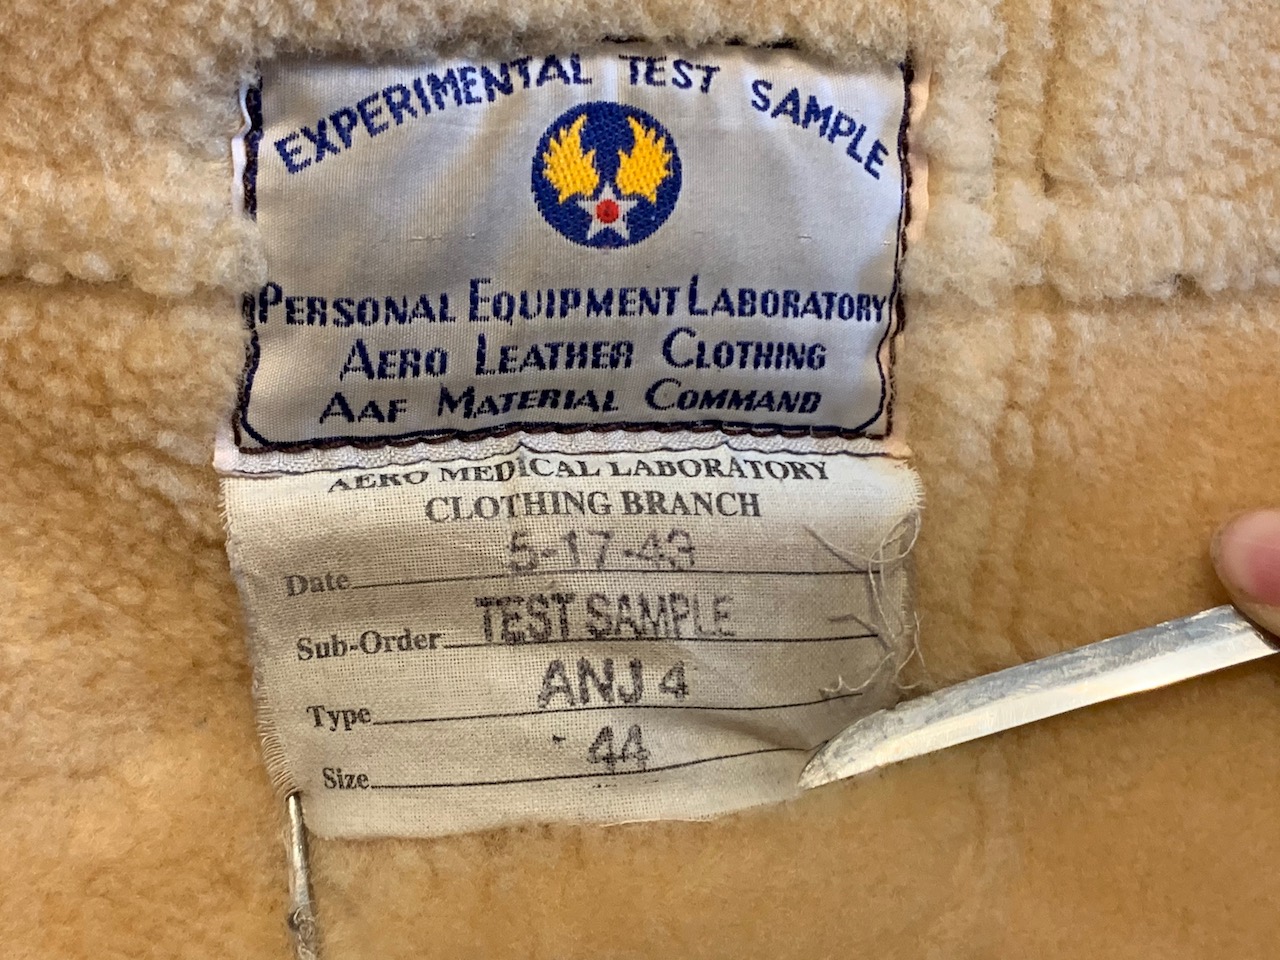 EXPERIMENTAL TEST SAMPLE
PERSONAL EQUIPMENT LABORATORY
AERO LEATHER CLOTHING
AAF MATERIAL COMMAND
AERO MEDICAL LABORATORY
CLOTHING BRANCH
Date 5-17-43
Sub-Order TEST SAMPLE
Type ANJ 4
Size 44